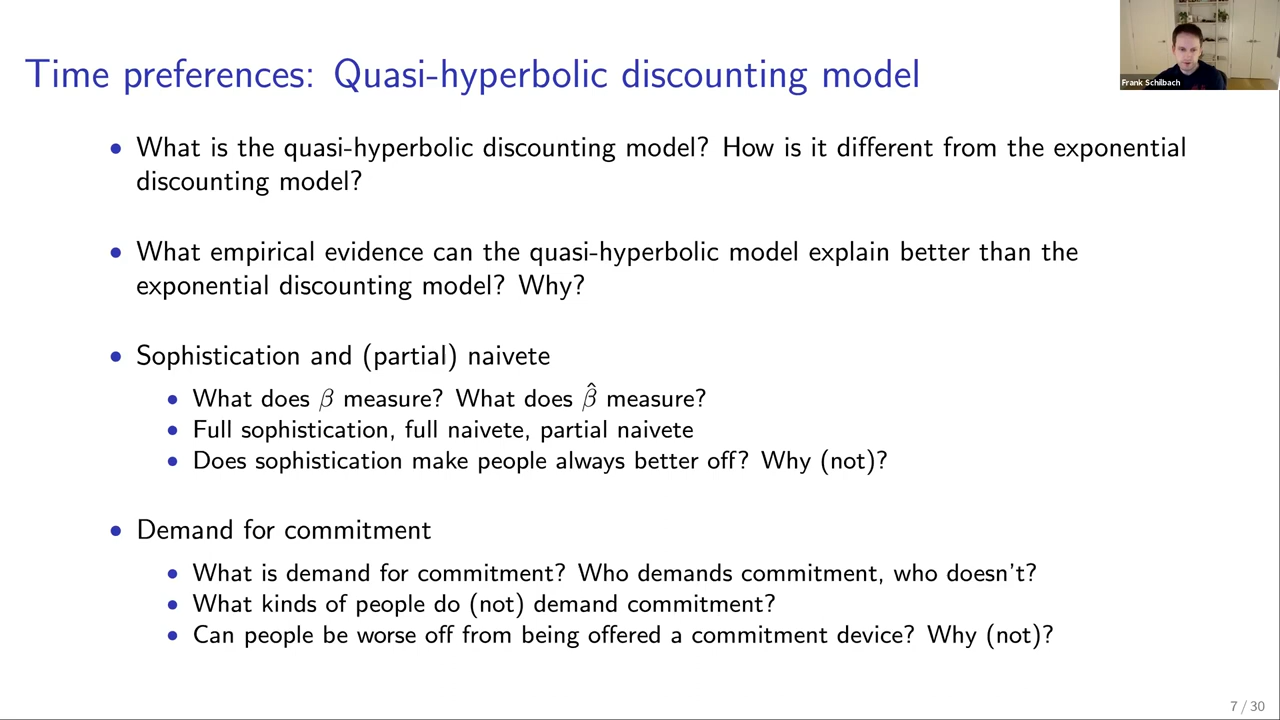 Frank Schilbach
Time preferences: Quasi-hyperbolic discounting model
• What is the quasi-hyperbolic discounting model? How is it different from the exponential
discounting model?
• What empirical evidence can the quasi-hyperbolic model explain better than the
exponential discounting model? Why?
• Sophistication and (partial) naivete
• What does β measure? What does β̂ measure?
• Full sophistication, full naivete, partial naivete
• Does sophistication make people always better off? Why (not)?
• Demand for commitment
• What is demand for commitment? Who demands commitment, who doesn't?
• What kinds of people do (not) demand commitment?
• Can people be worse off from being offered a commitment device? Why (not)?
7 / 30